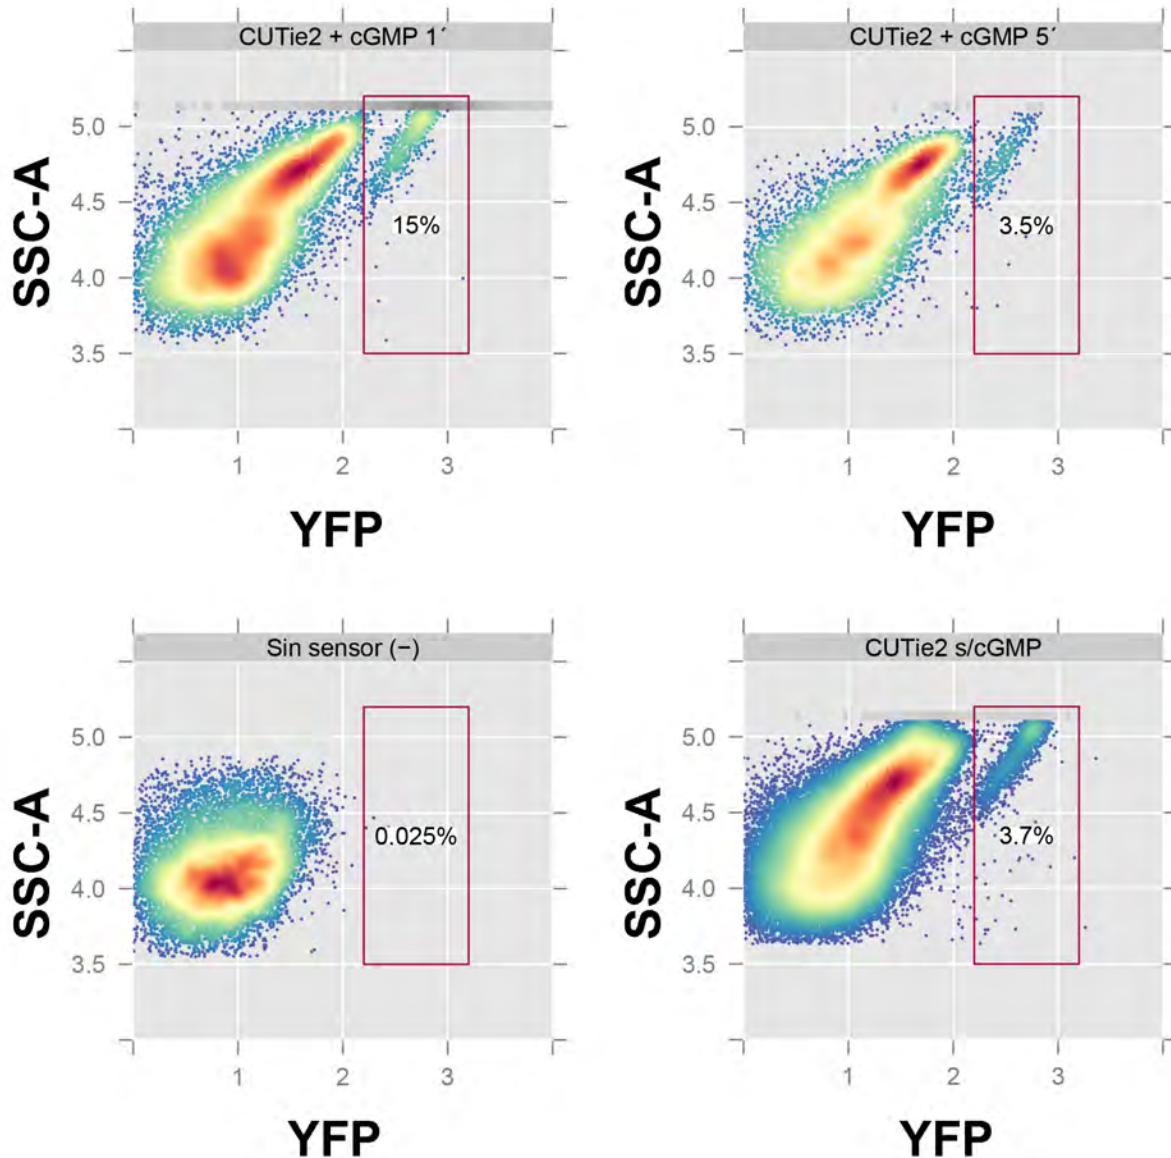 CUTie2 + cGMP 1´
SSC-A
5.0
4.5
4.0
3.5
15%
1 2 3
YFP
CUTie2 + cGMP 5´
SSC-A
5.0
4.5
4.0
3.5
3.5%
1 2 3
YFP
Sin sensor (−)
SSC-A
5.0
4.5
4.0
3.5
0.025%
1 2 3
YFP
CUTie2 s/cGMP
SSC-A
5.0
4.5
4.0
3.5
3.7%
1 2 3
YFP